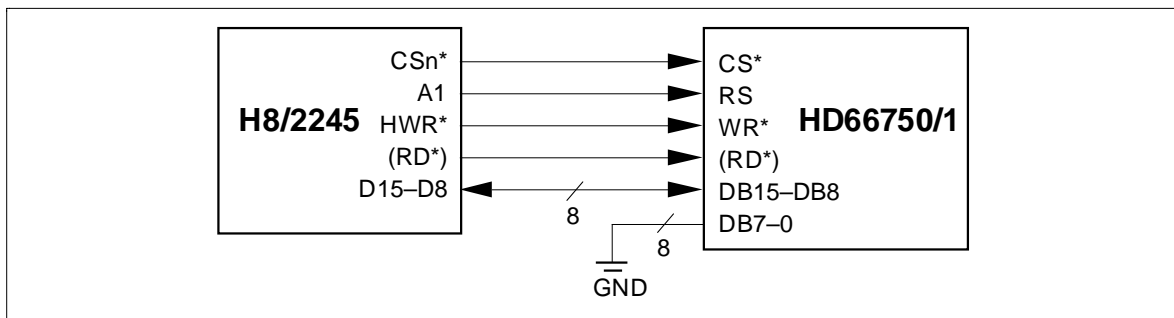 CSn*
A1
H8/2245
HWR*
(RD*)
D15–D8
8
8
GND
CS*
RS
WR*
HD66750/1
(RD*)
DB15–DB8
DB7–0